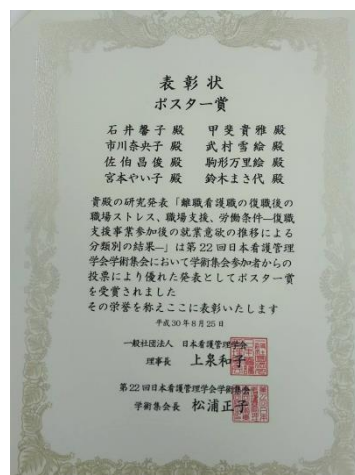 表彰状
ポスター賞
石井馨子 殿　甲斐貴雅 殿
市川奈央子 殿　武村雪絵 殿
佐伯昌俊 殿　駒形万里絵 殿
宮本やい子 殿　鈴木まさ代 殿
貴殿の研究発表「離職看護職の復職後の
職場ストレス、職場支援、労働条件―復職
支援事業参加後の就業意欲の推移による
分類別の結果―」は第22回日本看護管理
学会学術集会において学術集会参加者からの
投票により優れた発表としてポスター賞
を受賞されました
その栄誉を称えここに表彰いたします
平成30年8月25日
一般社団法人 日本看護管理学会
理事長 上泉和子
第22回日本看護管理学会学術集会
学術集会長 松浦正子